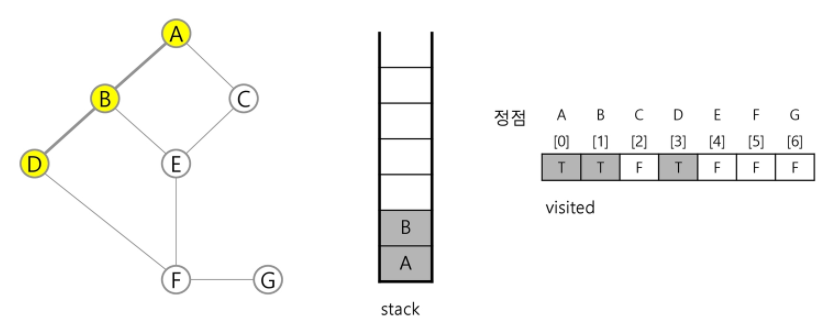 A
B
C
D
E
F
G
B
A
stack
정점 A B C D E F G
[0] [1] [2] [3] [4] [5] [6]
T T F T F F F
visited